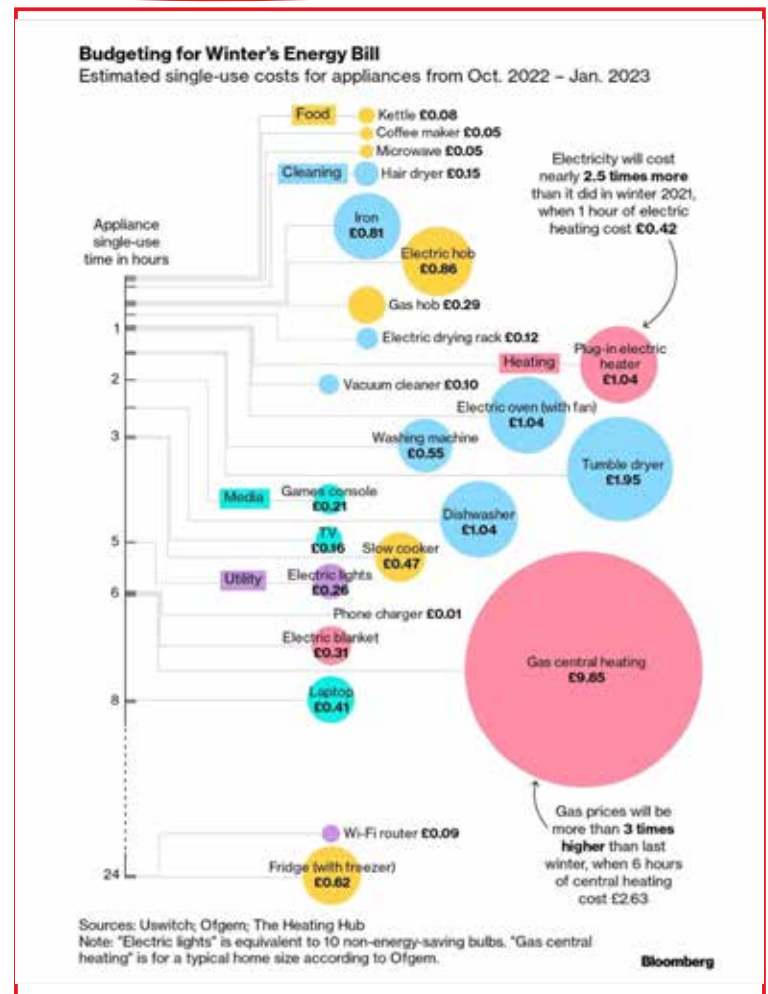 Budgeting for Winter's Energy Bill
Estimated single-use costs for appliances from Oct. 2022 – Jan. 2023
Food
Kettle £0.08
Coffee maker £0.05
Microwave £0.05
Cleaning
Hair dryer £0.15
Electricity will cost
nearly 2.5 times more
than it did in winter 2021,
when 1 hour of electric
heating cost £0.42
Appliance
single-use
time in hours
Iron
£0.81
Electric hob
£0.86
Gas hob £0.29
1
Electric drying rack £0.12
Heating
Plug-in electric
heater
£1.04
2
Vacuum cleaner £0.10
Electric oven (with fan)
£1.04
3
Washing machine
£0.55
Tumble dryer
£1.95
Media
Games console
£0.21
Dishwasher
£1.04
5
TV
£0.16
Slow cooker
£0.47
Utility
Electric lights
£0.26
6
Phone charger £0.01
Electric blanket
£0.31
Gas central heating
£9.85
8
Laptop
£0.41
Gas prices will be
more than 3 times
higher than last
winter, when 6 hours
of central heating
cost £2.63
Wi-Fi router £0.09
24
Fridge (with freezer)
£0.62
Sources: Uswitch; Ofgem; The Heating Hub
Note: "Electric lights" is equivalent to 10 non-energy-saving bulbs. "Gas central
heating" is for a typical home size according to Ofgem.
Bloomberg